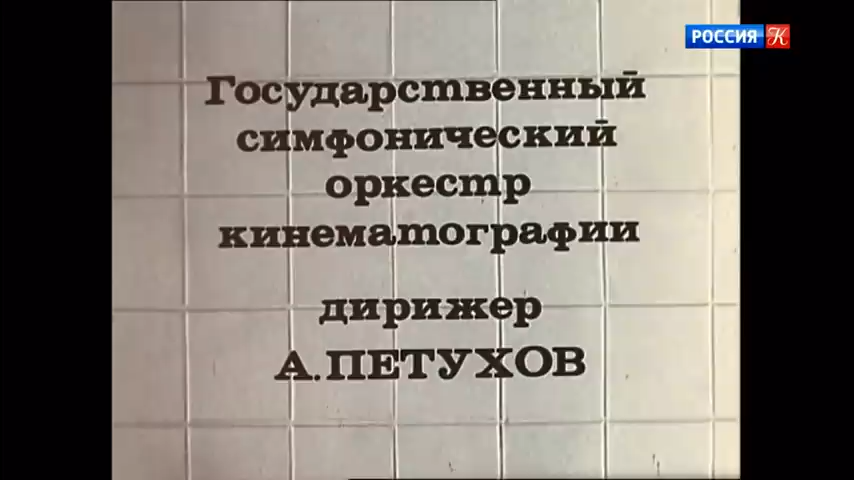 РОССИЯ К
Государственный
симфонический
оркестр
кинематографии
дирижер
А.ПЕТУХОВ